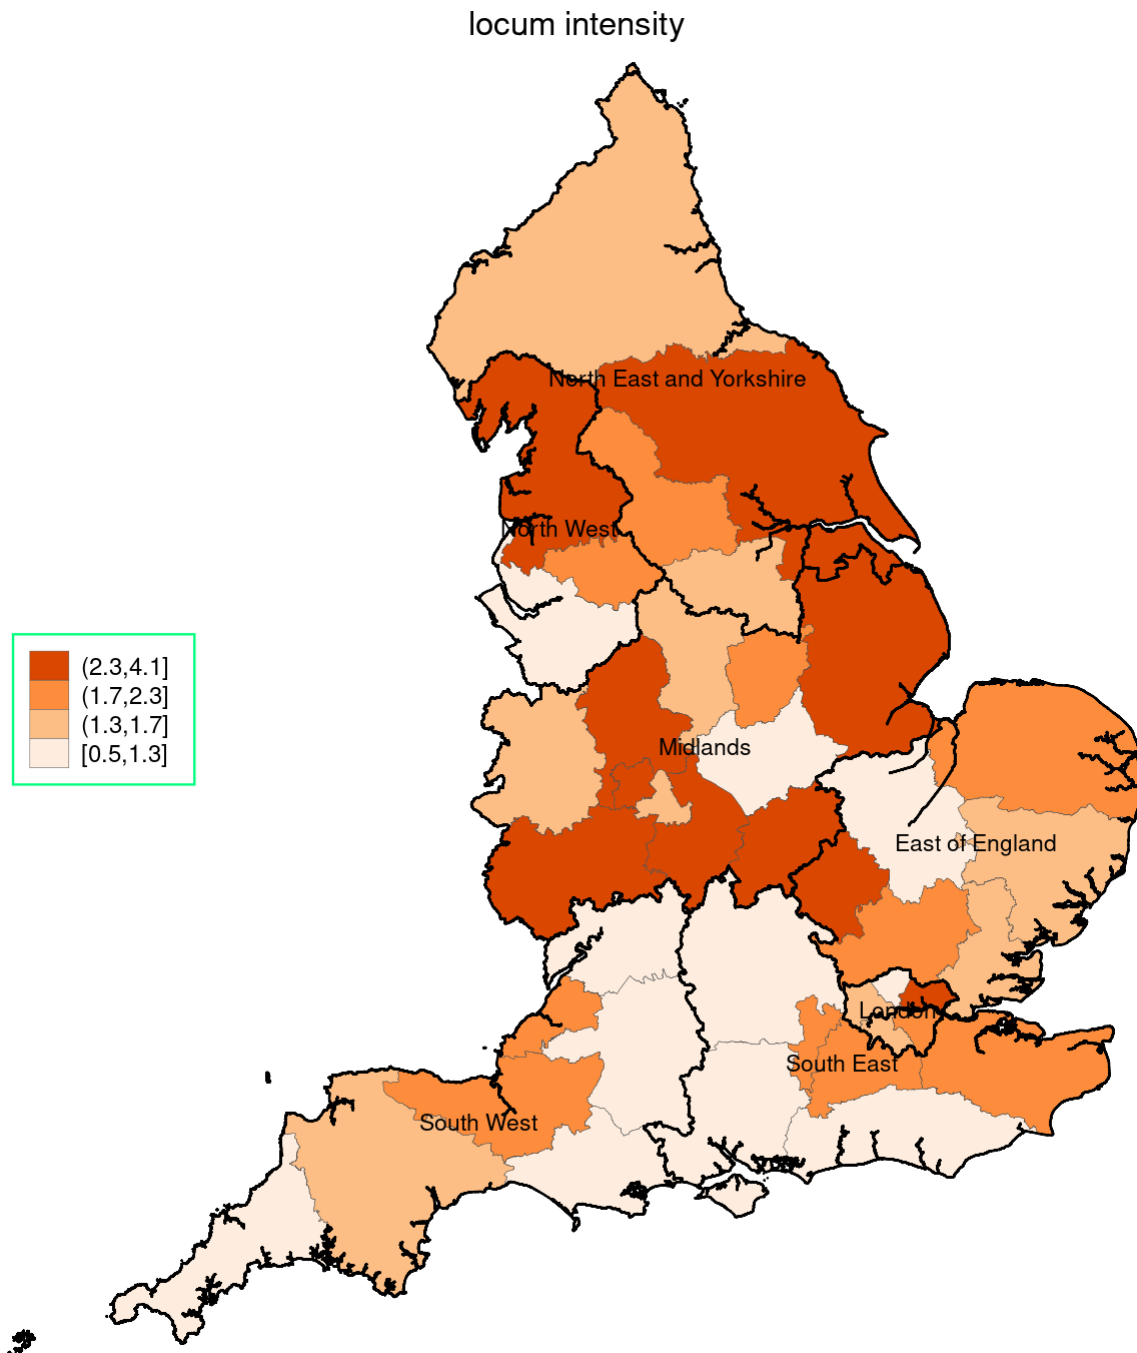 locum intensity
North East and Yorkshire
North West
(2.3,4.1]
(1.7,2.3]
(1.3,1.7]
[0.5,1.3]
Midlands
East of England
London
South East
South West